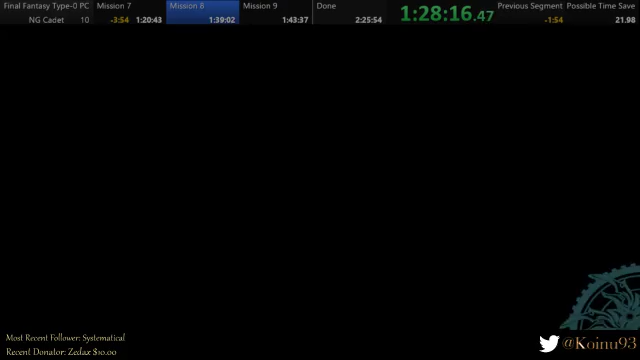 Final Fantasy Type-0 PC
NG Cadet 10
Mission 7
-3:54 1:20:43
Mission 8
1:39:02
Mission 9
1:43:37
Done
2:25:54
1:28:16.47
Previous Segment
-1:54
Possible Time Save
21.98
Most Recent Follower: Systematical
Recent Donator: Zedax $10.00
@Koinu93